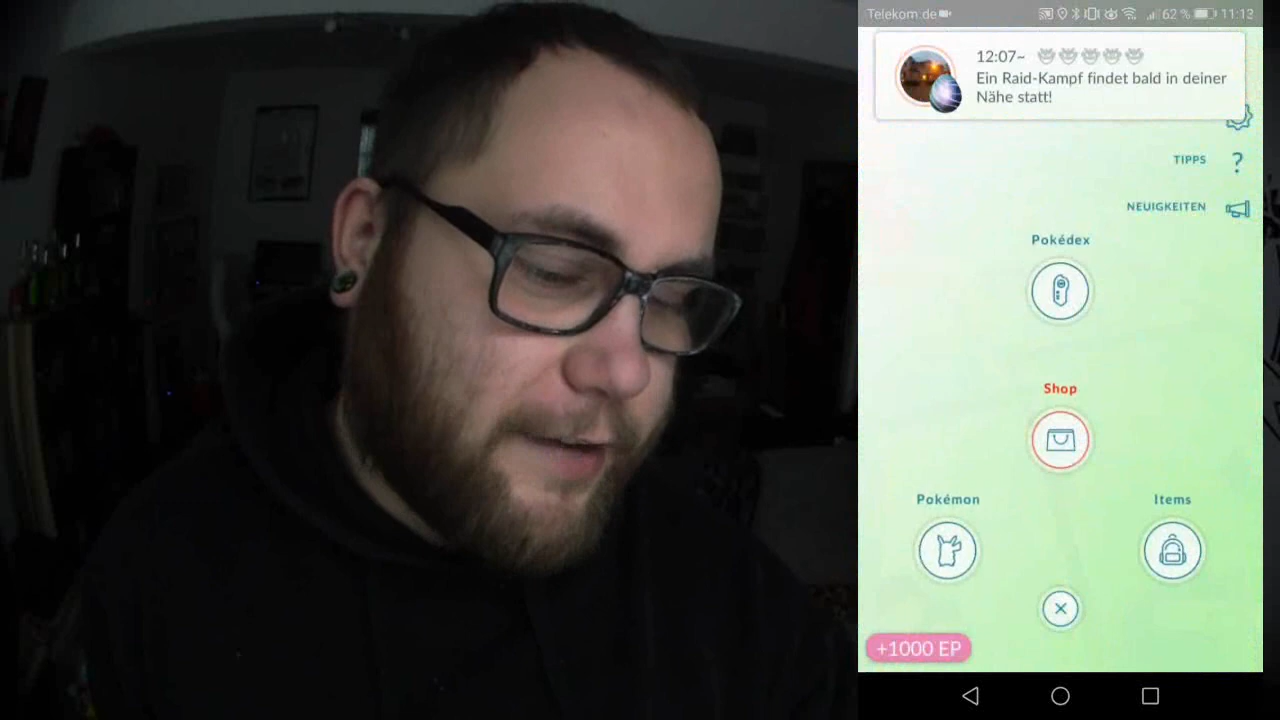 Telekom.de
62 %
11:13
12:07~
Ein Raid-Kampf findet bald in deiner
Nähe statt!
TIPPS
?
NEUIGKEITEN
Pokédex
Shop
Pokémon
Items
+1000 EP